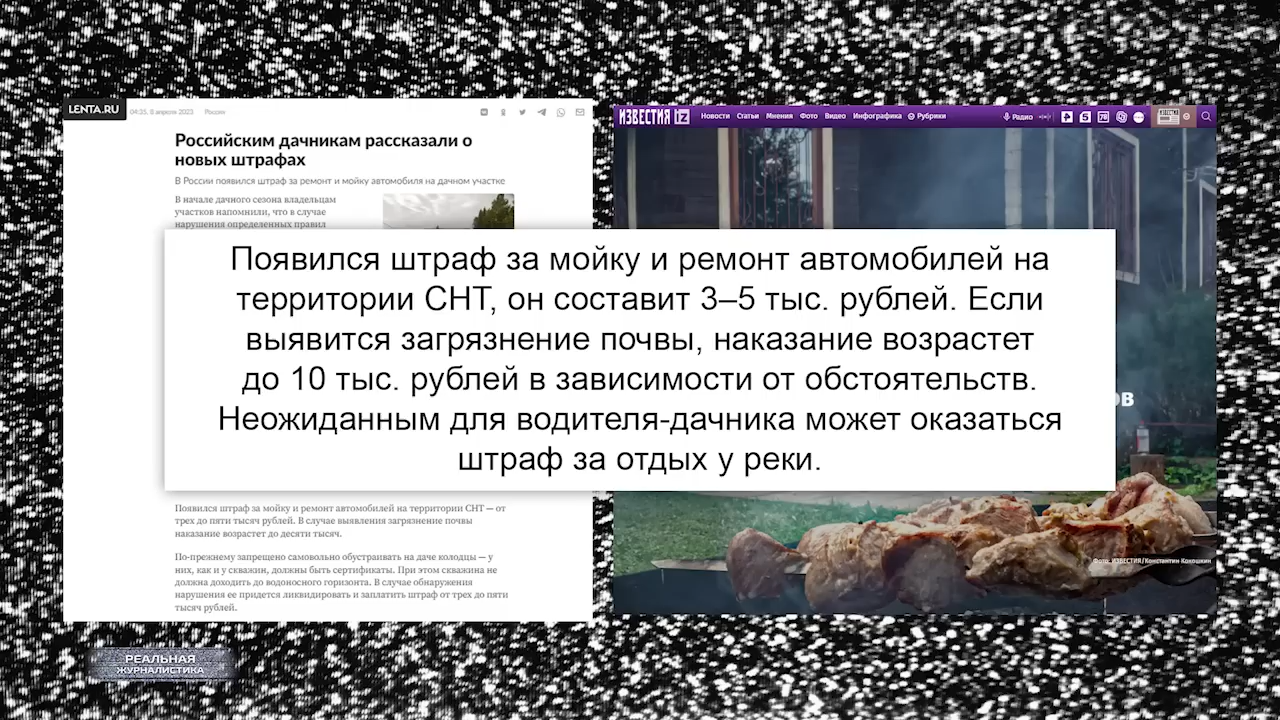 LENTA.RU
04:25, 8 апреля 2023 Россия
Российским дачникам рассказали о
новых штрафах
В России появился штраф за ремонт и мойку автомобиля на дачном участке
В начале дачного сезона владельцам
участков напомнили, что в случае
нарушения определенных правил
ИЗВЕСТИЯ iz Новости Статьи Мнения Фото Видео Инфографика Рубрики Радио
Появился штраф за мойку и ремонт автомобилей на
территории СНТ, он составит 3–5 тыс. рублей. Если
выявится загрязнение почвы, наказание возрастет
до 10 тыс. рублей в зависимости от обстоятельств.
Неожиданным для водителя-дачника может оказаться
штраф за отдых у реки.
ов
Появился штраф за мойку и ремонт автомобилей на территории СНТ — от
трех до пяти тысяч рублей. В случае выявления загрязнение почвы
наказание возрастет до десяти тысяч.
По-прежнему запрещено самовольно обустраивать на даче колодцы — у
них, как и у скважин, должны быть сертификаты. При этом скважина не
должна доходить до водоносного горизонта. В случае обнаружения
нарушения ее придется ликвидировать и заплатить штраф от трех до пяти
тысяч рублей.
Фото: ИЗВЕСТИЯ/Константин Кокошкин
РЕАЛЬНАЯ
ЖУРНАЛИСТИКА